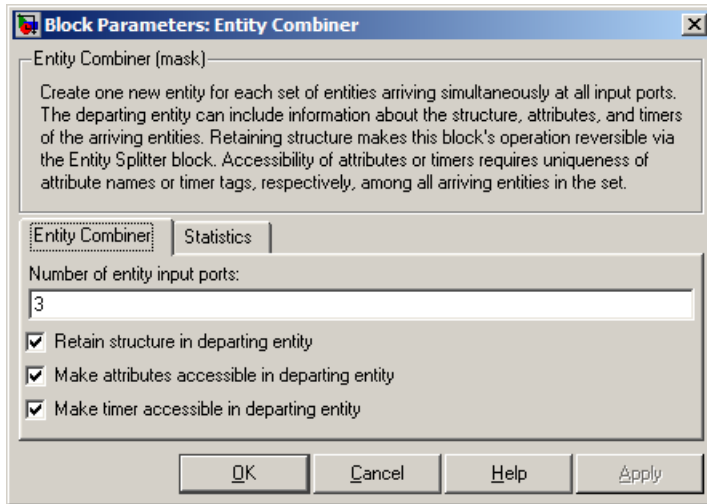 Block Parameters: Entity Combiner
Entity Combiner (mask)
Create one new entity for each set of entities arriving simultaneously at all input ports.
The departing entity can include information about the structure, attributes, and timers
of the arriving entities. Retaining structure makes this block's operation reversible via
the Entity Splitter block. Accessibility of attributes or timers requires uniqueness of
attribute names or timer tags, respectively, among all arriving entities in the set.
Entity Combiner Statistics
Number of entity input ports:
3
Retain structure in departing entity
Make attributes accessible in departing entity
Make timer accessible in departing entity
OK Cancel Help Apply